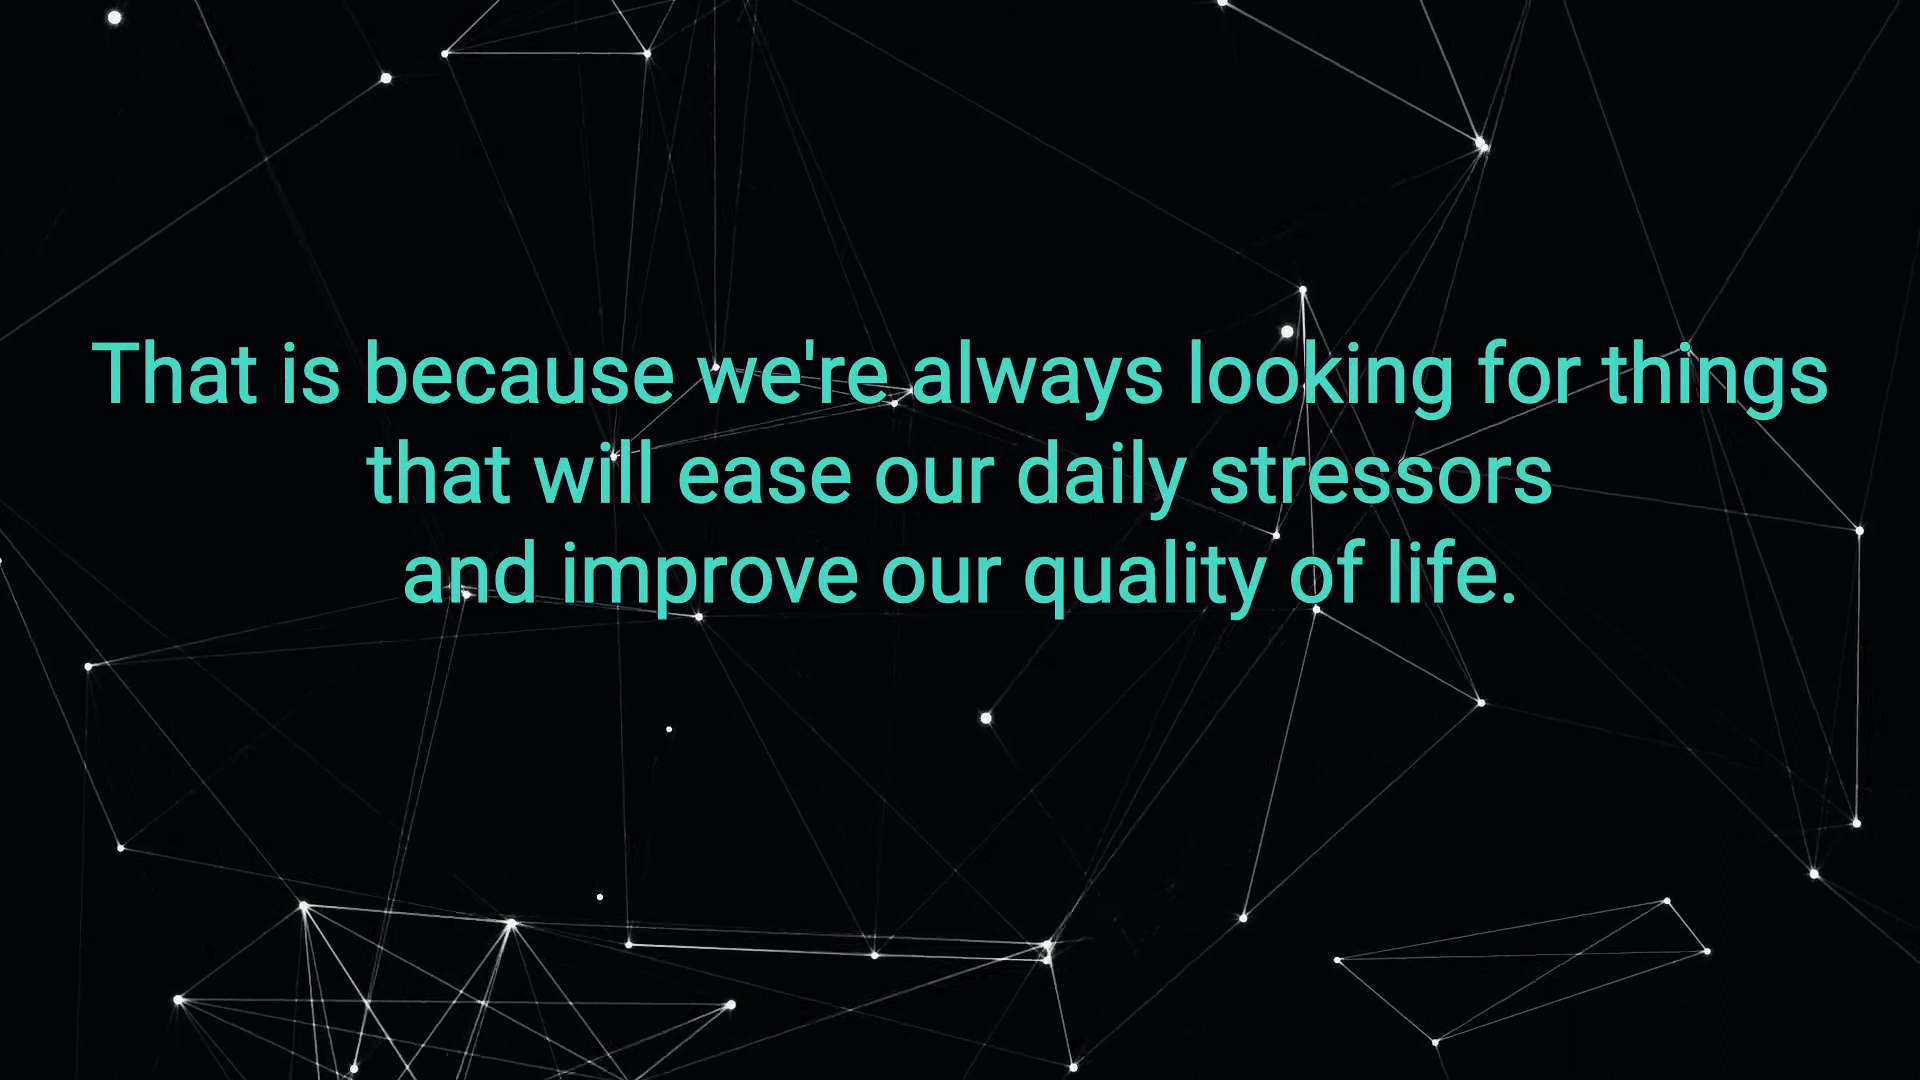 That is because we're always looking for things
that will ease our daily stressors
and improve our quality of life.